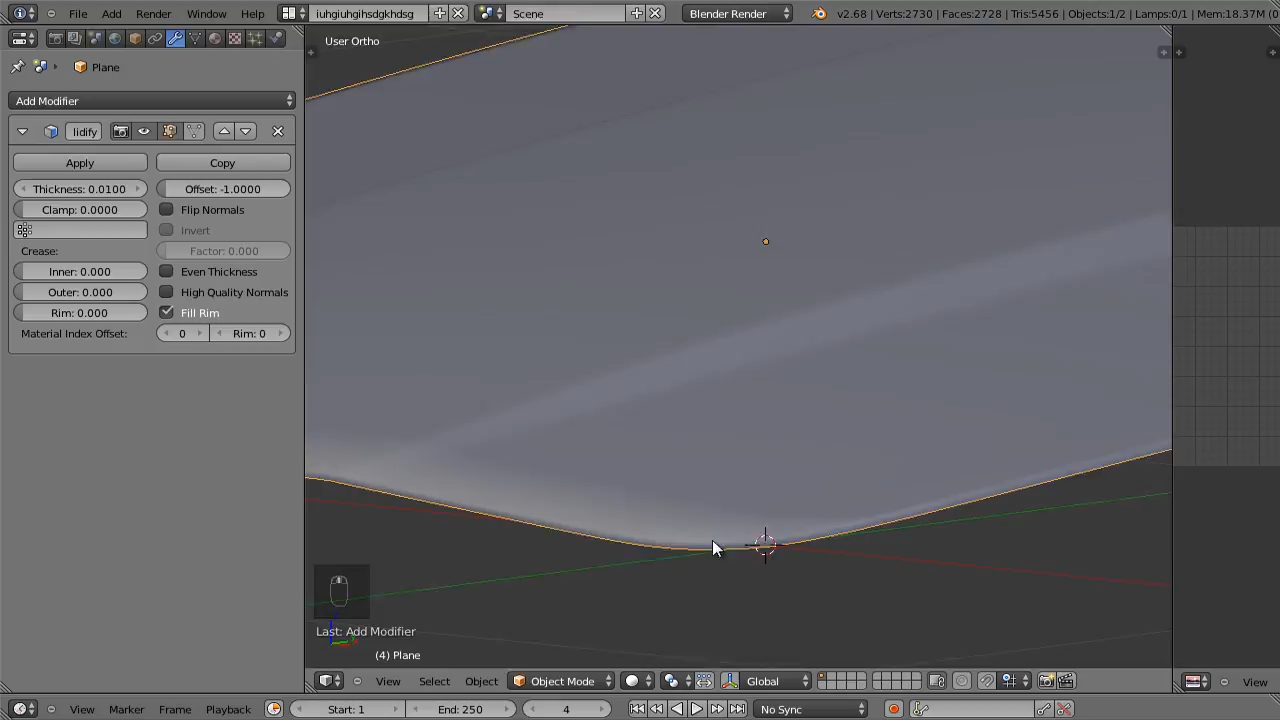 File Add Render Window Help iuhgiuhgihsdgkhdsg Scene Blender Render v2.68 | Verts:2730 | Faces:2728 | Tris:5456 | Objects:1/2 | Lamps:0/1 | Mem:18.37M (0
User Ortho
Plane
Add Modifier
lidify
Apply Copy
Thickness: 0.0100 Offset: -1.0000
Clamp: 0.0000 Flip Normals
Invert
Crease: Factor: 0.000
Inner: 0.000 Even Thickness
Outer: 0.000 High Quality Normals
Rim: 0.000 Fill Rim
Material Index Offset: 0 Rim: 0
Last: Add Modifier
(4) Plane
View Select Object Object Mode Global View
View Marker Frame Playback Start: 1 End: 250 4 No Sync